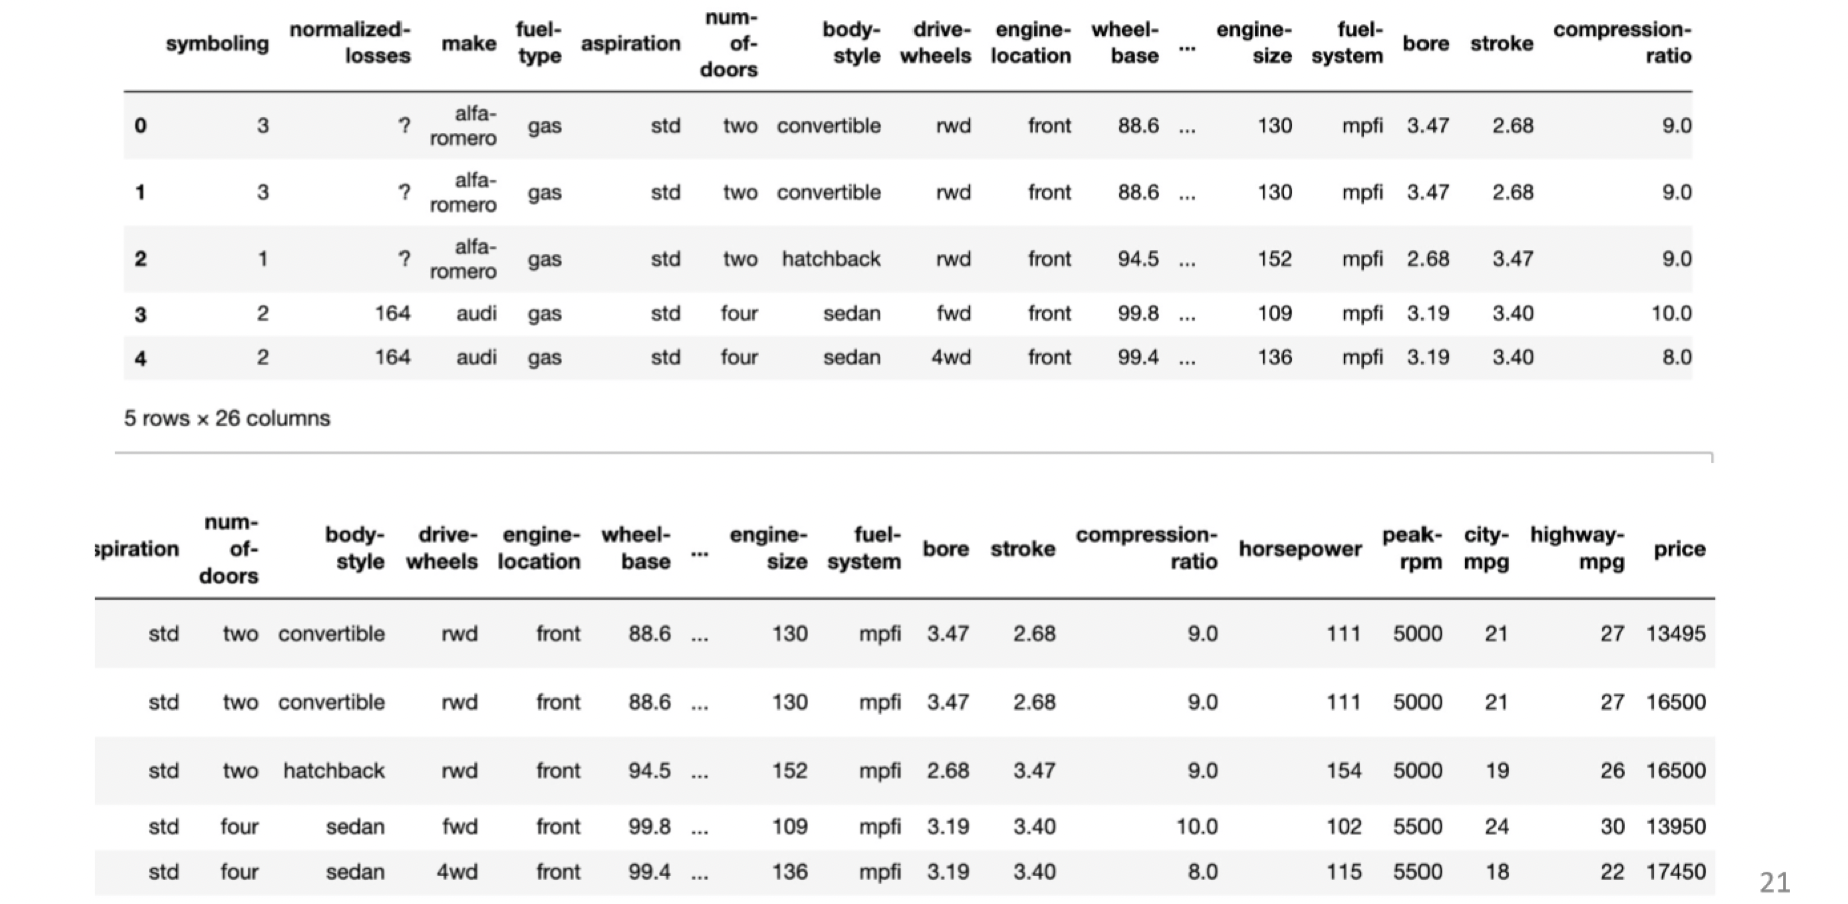 symboling normalized-losses make fuel-type aspiration num-of-doors body-style drive-wheels engine-location wheel-base ... engine-size fuel-system bore stroke compression-ratio
0 3 ? alfa-romero gas std two convertible rwd front 88.6 ... 130 mpfi 3.47 2.68 9.0
1 3 ? alfa-romero gas std two convertible rwd front 88.6 ... 130 mpfi 3.47 2.68 9.0
2 1 ? alfa-romero gas std two hatchback rwd front 94.5 ... 152 mpfi 2.68 3.47 9.0
3 2 164 audi gas std four sedan fwd front 99.8 ... 109 mpfi 3.19 3.40 10.0
4 2 164 audi gas std four sedan 4wd front 99.4 ... 136 mpfi 3.19 3.40 8.0
5 rows × 26 columns
spiration num-of-doors body-style drive-wheels engine-location wheel-base ... engine-size fuel-system bore stroke compression-ratio horsepower peak-rpm city-mpg highway-mpg price
std two convertible rwd front 88.6 ... 130 mpfi 3.47 2.68 9.0 111 5000 21 27 13495
std two convertible rwd front 88.6 ... 130 mpfi 3.47 2.68 9.0 111 5000 21 27 16500
std two hatchback rwd front 94.5 ... 152 mpfi 2.68 3.47 9.0 154 5000 19 26 16500
std four sedan fwd front 99.8 ... 109 mpfi 3.19 3.40 10.0 102 5500 24 30 13950
std four sedan 4wd front 99.4 ... 136 mpfi 3.19 3.40 8.0 115 5500 18 22 17450
21